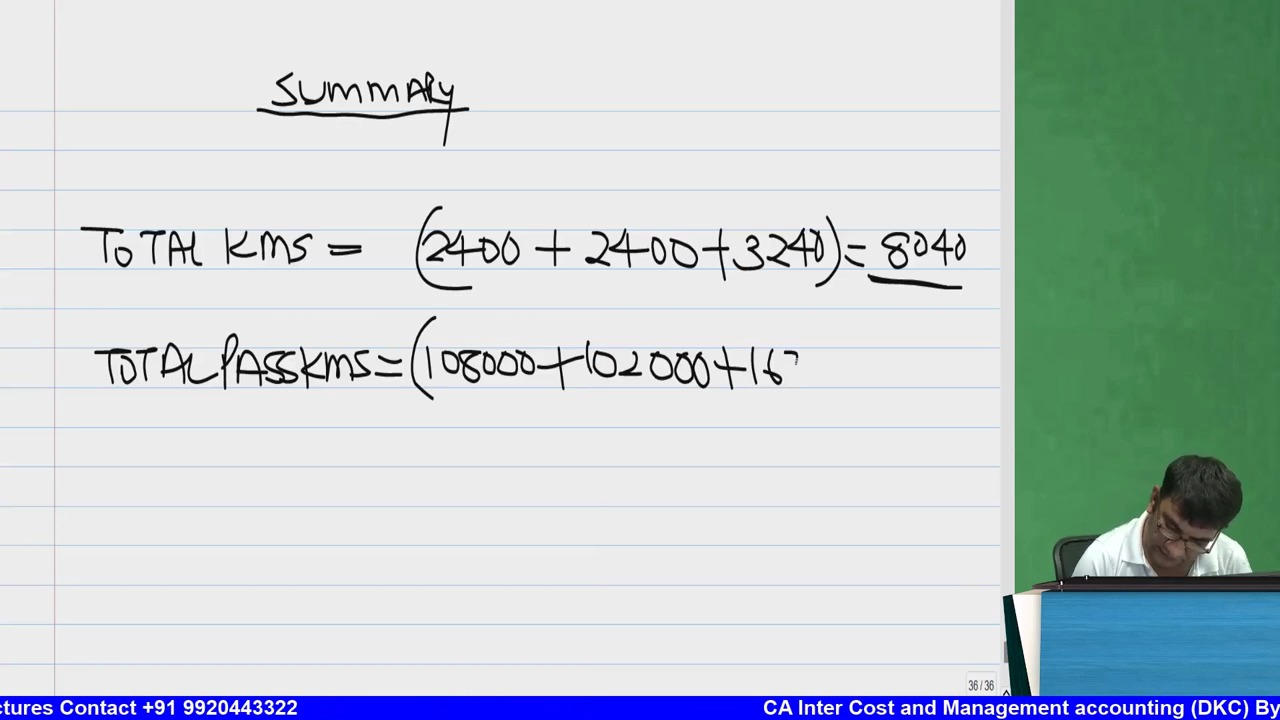 SUMMARY
TOTAL KMS = (2400 + 2400 + 3240) = 8040
TOTAL PASSKMS = (108000 + 102000 + 16
36 / 36
ctures Contact +91 9920443322
CA Inter Cost and Management accounting (DKC) By